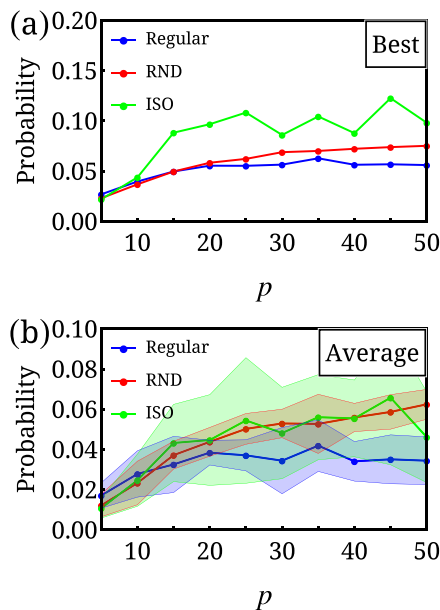 (a)
0.20
0.15
0.10
0.05
0.00
Probability
Regular
RND
ISO
Best
10 20 30 40 50
p
(b)
0.10
0.08
0.06
0.04
0.02
0.00
Probability
Regular
RND
ISO
Average
10 20 30 40 50
p